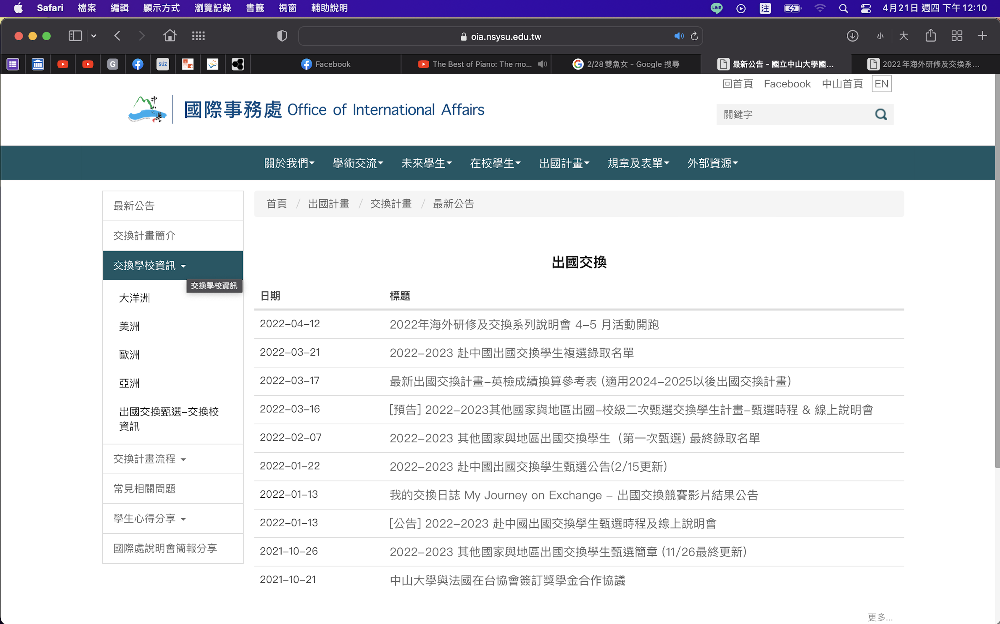 Safari 檔案 編輯 顯示方式 瀏覽記錄 書籤 視窗 輔助說明 LINE 注 4月21日 週四 下午12:10
oia.nsysu.edu.tw 小 大
G SÚZ Facebook The Best of Piano: The mo... 2/28雙魚女 - Google 搜尋 最新公告 - 國立中山大學國... 2022年海外研修及交換系...
回首頁 Facebook 中山首頁 EN
國際事務處 Office of International Affairs
關鍵字
關於我們 學術交流 未來學生 在校學生 出國計畫 規章及表單 外部資源
最新公告
交換計畫簡介
交換學校資訊
交換學校資訊
大洋洲
美洲
歐洲
亞洲
出國交換甄選-交換校
資訊
交換計畫流程
常見相關問題
學生心得分享
國際處說明會簡報分享
首頁 / 出國計畫 / 交換計畫 / 最新公告
出國交換
日期 標題
2022-04-12 2022年海外研修及交換系列說明會 4-5 月活動開跑
2022-03-21 2022-2023 赴中國出國交換學生複選錄取名單
2022-03-17 最新出國交換計畫-英檢成績換算參考表 (適用2024-2025以後出國交換計畫)
2022-03-16 [預告] 2022-2023其他國家與地區出國-校級二次甄選交換學生計畫-甄選時程 & 線上說明會
2022-02-07 2022-2023 其他國家與地區出國交換學生（第一次甄選) 最終錄取名單
2022-01-22 2022-2023 赴中國出國交換學生甄選公告(2/15更新)
2022-01-13 我的交換日誌 My Journey on Exchange - 出國交換競賽影片結果公告
2022-01-13 [公告] 2022-2023 赴中國出國交換學生甄選時程及線上說明會
2021-10-26 2022-2023 其他國家與地區出國交換學生甄選簡章 (11/26最終更新)
2021-10-21 中山大學與法國在台協會簽訂獎學金合作協議
更多...